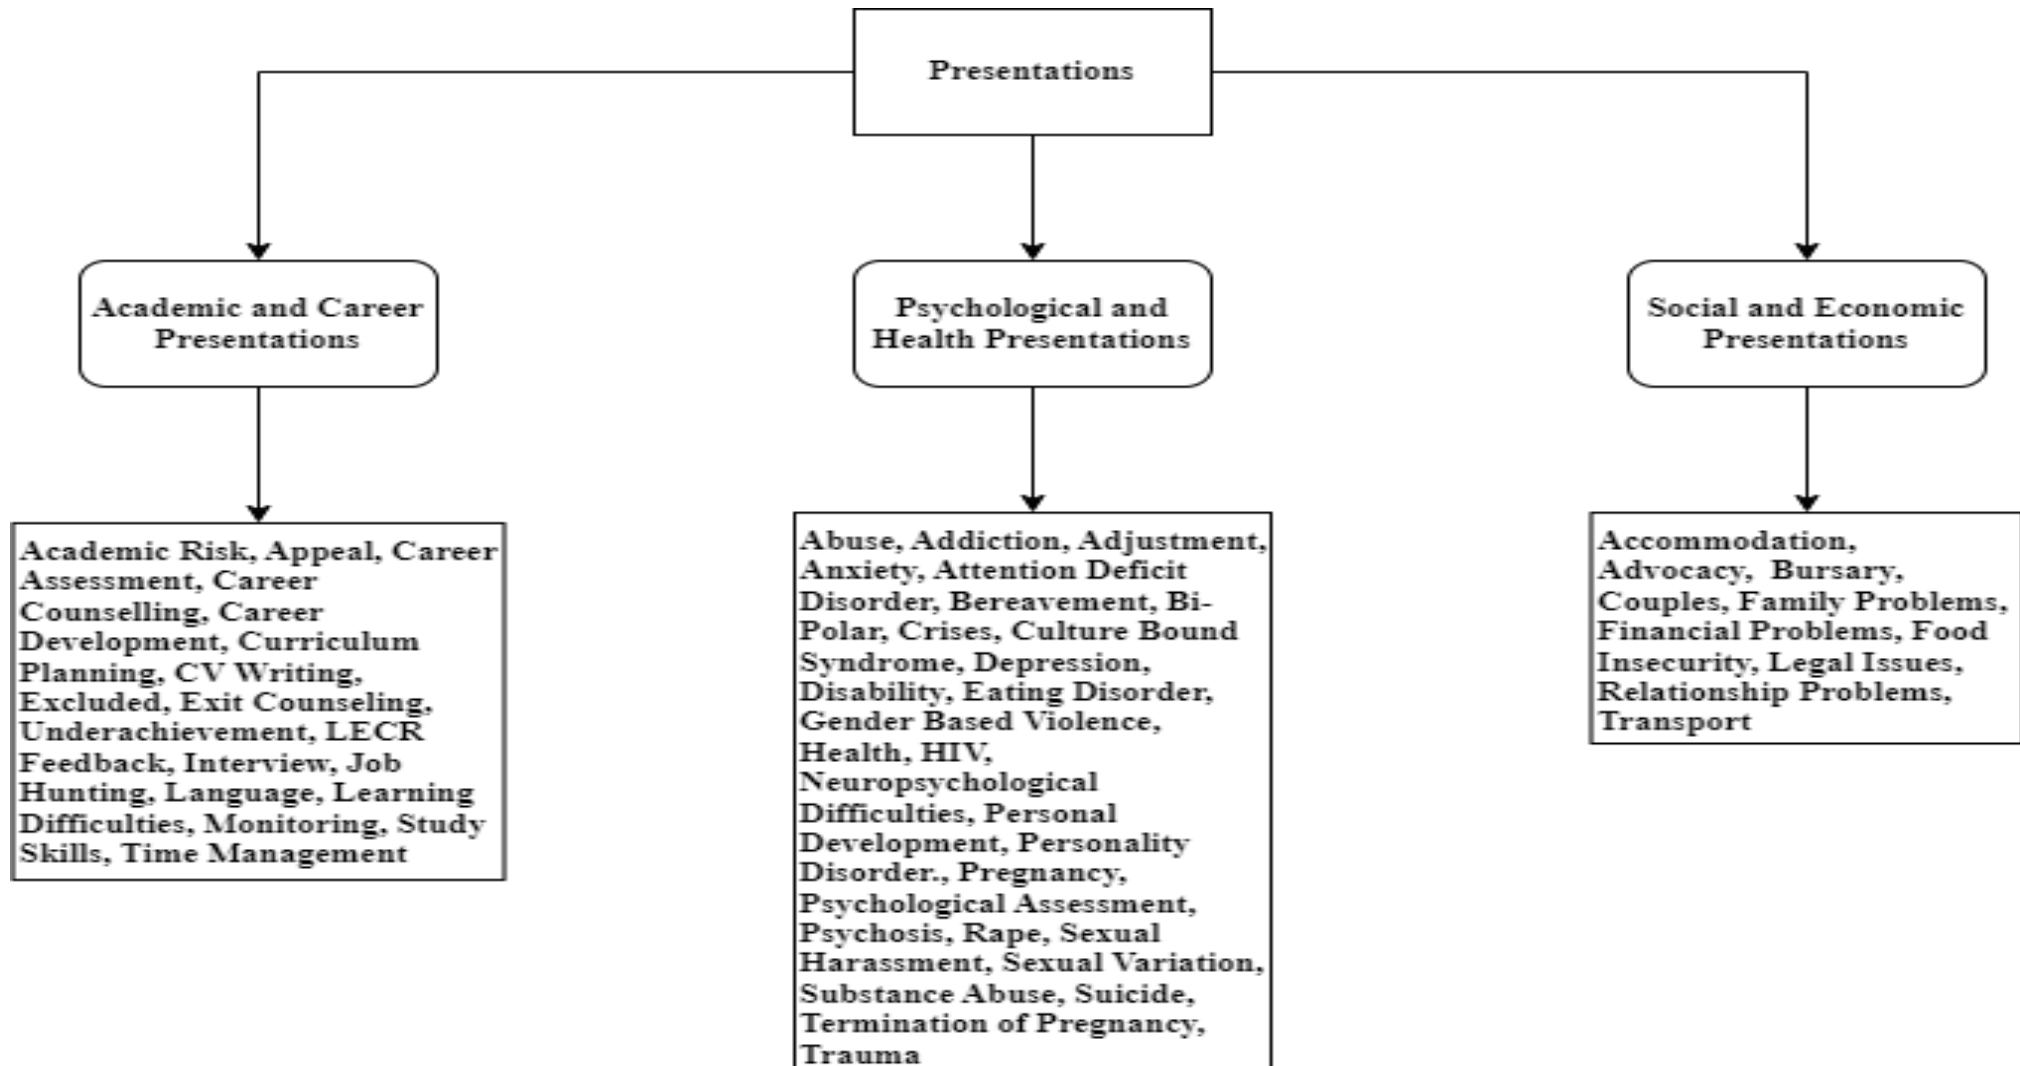 Presentations
Academic and Career
Presentations
Psychological and
Health Presentations
Social and Economic
Presentations
Academic Risk, Appeal, Career
Assessment, Career
Counselling, Career
Development, Curriculum
Planning, CV Writing,
Excluded, Exit Counseling,
Underachievement, LECR
Feedback, Interview, Job
Hunting, Language, Learning
Difficulties, Monitoring, Study
Skills, Time Management
Abuse, Addiction, Adjustment,
Anxiety, Attention Deficit
Disorder, Bereavement, Bi-
Polar, Crises, Culture Bound
Syndrome, Depression,
Disability, Eating Disorder,
Gender Based Violence,
Health, HIV,
Neuropsychological
Difficulties, Personal
Development, Personality
Disorder., Pregnancy,
Psychological Assessment,
Psychosis, Rape, Sexual
Harassment, Sexual Variation,
Substance Abuse, Suicide,
Termination of Pregnancy,
Trauma
Accommodation,
Advocacy, Bursary,
Couples, Family Problems,
Financial Problems, Food
Insecurity, Legal Issues,
Relationship Problems,
Transport